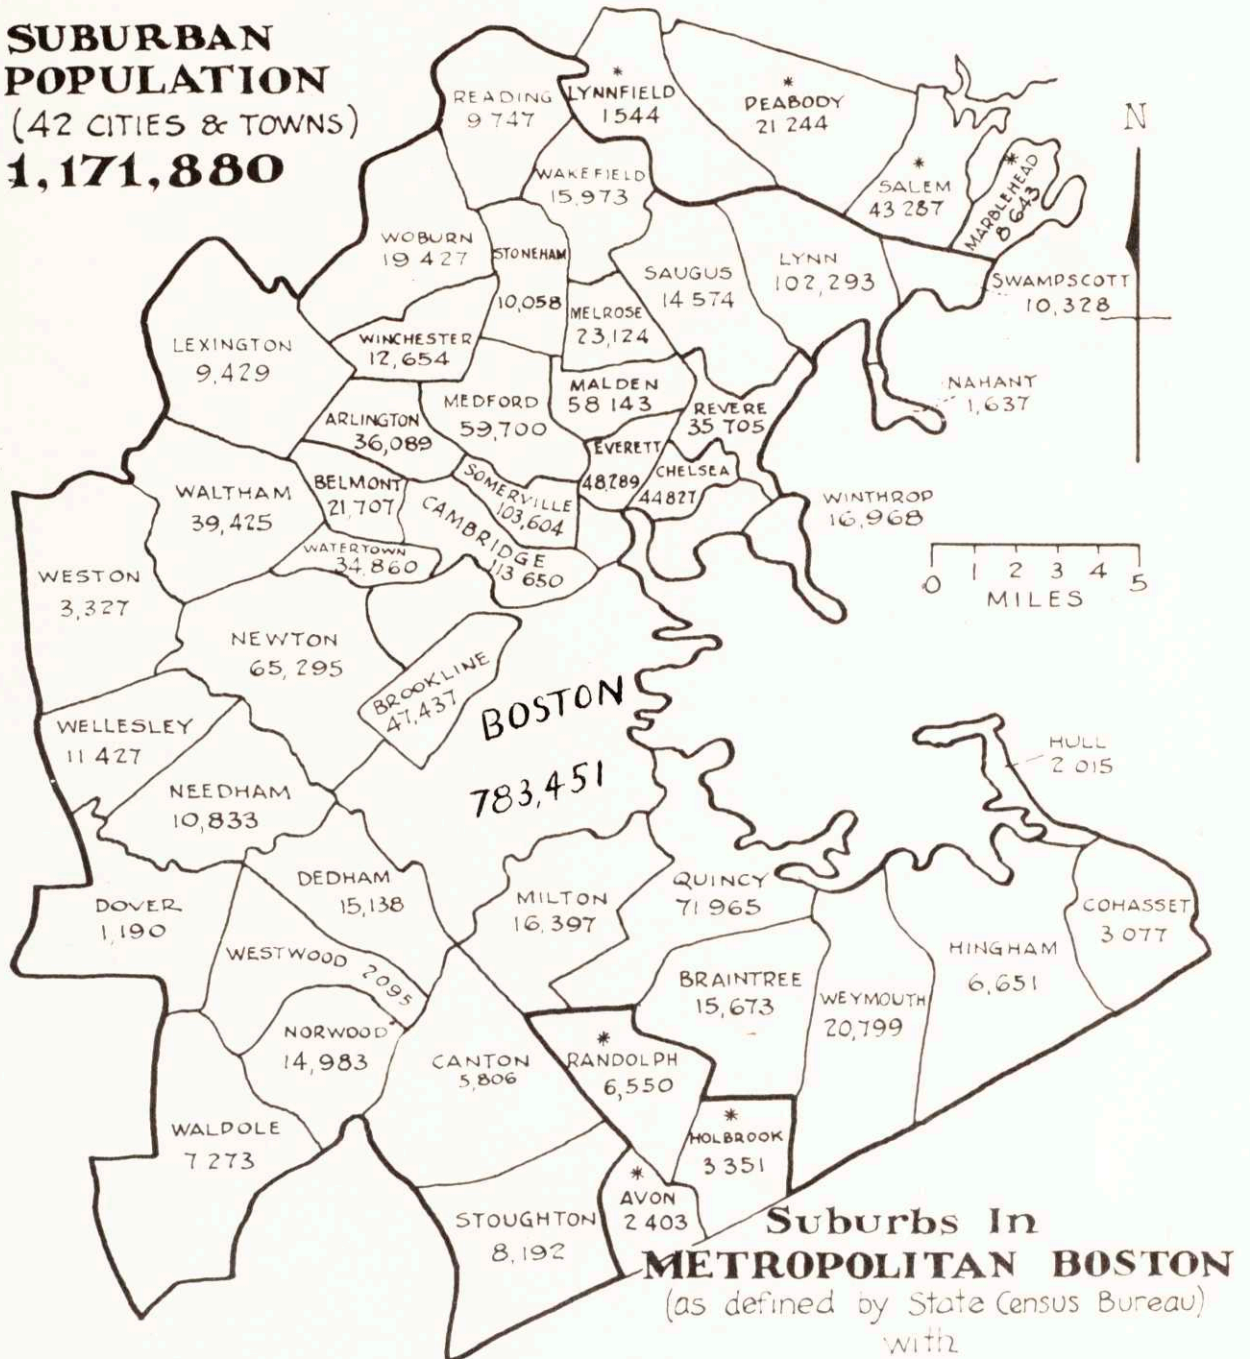 SUBURBAN
POPULATION
(42 CITIES & TOWNS)
1,171,880
READING
9 747
*
LYNNFIELD
1544
*
PEABODY
21 244
N
*
SALEM
43 287
*
MARBLEHEAD
8 643
WAKEFIELD
15,973
WOBURN
19 427
STONEHAM
10,058
SAUGUS
14 574
LYNN
102,293
SWAMPSCOTT
10,328
MELROSE
23,124
WINCHESTER
12,654
LEXINGTON
9,429
NAHANT
1,637
MALDEN
58 143
MEDFORD
59,700
ARLINGTON
36,089
REVERE
35 705
EVERETT
48,789
CHELSEA
44827
BELMONT
21,707
SOMERVILLE
103,604
WALTHAM
39,425
CAMBRIDGE
113 650
WINTHROP
16,968
WATERTOWN
34,860
0 1 2 3 4 5
MILES
WESTON
3,327
NEWTON
65,295
BROOKLINE
47,437
BOSTON
783,451
WELLESLEY
11 427
HULL
2 015
NEEDHAM
10,833
DEDHAM
15,138
MILTON
16,397
QUINCY
71 965
DOVER
1,190
COHASSET
3 077
HINGHAM
6,651
WESTWOOD 2095
BRAINTREE
15,673
WEYMOUTH
20,799
NORWOOD
14,983
CANTON
5,806
*
RANDOLPH
6,550
WALPOLE
7 273
*
HOLBROOK
3 351
*
AVON
2 403
STOUGHTON
8,192
Suburbs In
METROPOLITAN BOSTON
(as defined by State Census Bureau)
with